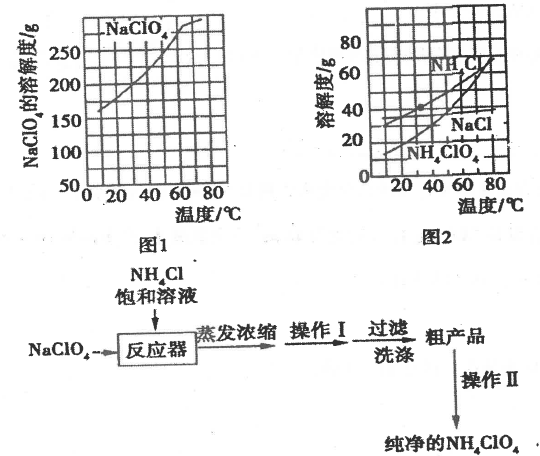 NaClO₄的溶解度/g
250
200
150
100
50
NaClO₄
0 20 40 60 80
温度/℃
图1
溶解度/g
80
60
40
20
0
NH₄Cl
NaCl
NH₄ClO₄
20 40 60 80
温度/℃
图2
NH₄Cl
饱和溶液
NaClO₄
反应器
蒸发浓缩
操作Ⅰ
过滤
洗涤
粗产品
操作Ⅱ
纯净的NH₄ClO₄